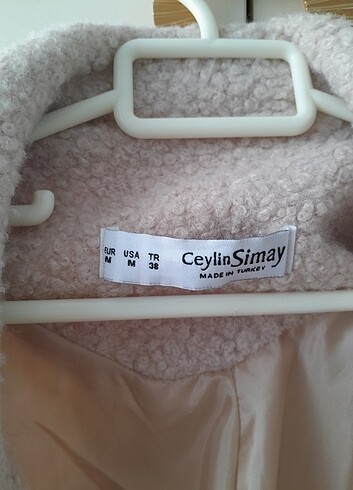 EUR USA TR
M M 38
CeylinSimay
MADE IN TURKEY